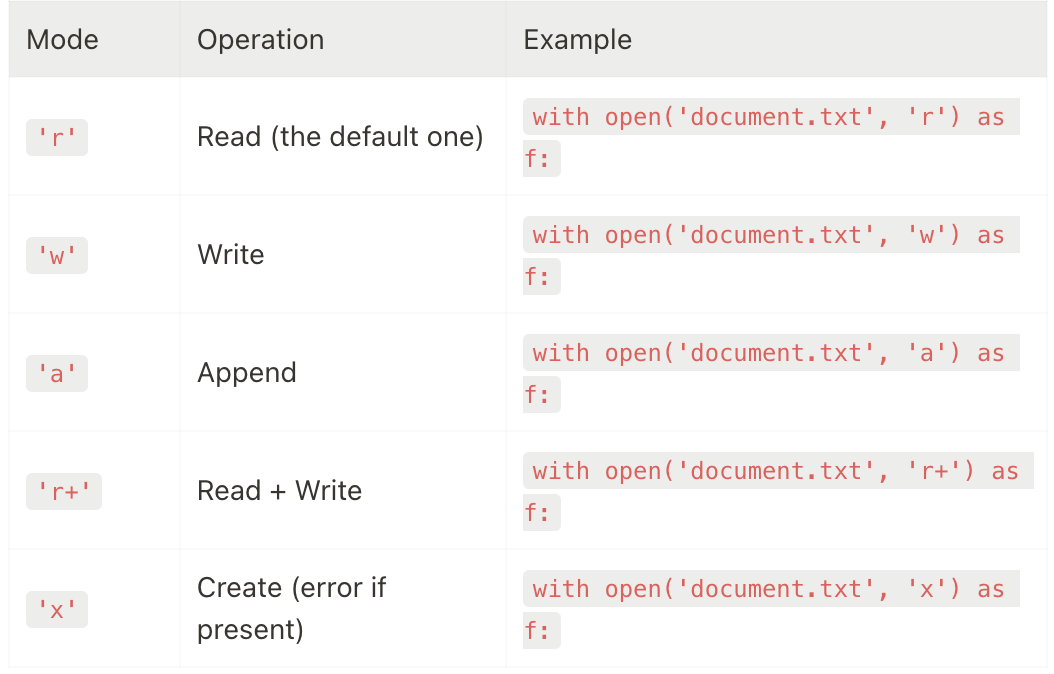 Mode Operation Example
'r' Read (the default one) with open('document.txt', 'r') as
f:
'w' Write with open('document.txt', 'w') as
f:
'a' Append with open('document.txt', 'a') as
f:
'r+' Read + Write with open('document.txt', 'r+') as
f:
'x' Create (error if
present) with open('document.txt', 'x') as
f: